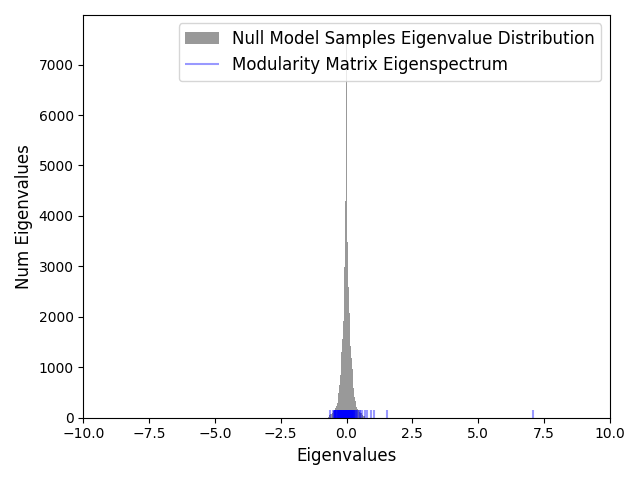 Null Model Samples Eigenvalue Distribution
Modularity Matrix Eigenspectrum
Num Eigenvalues
7000
6000
5000
4000
3000
2000
1000
0
−10.0 −7.5 −5.0 −2.5 0.0 2.5 5.0 7.5 10.0
Eigenvalues